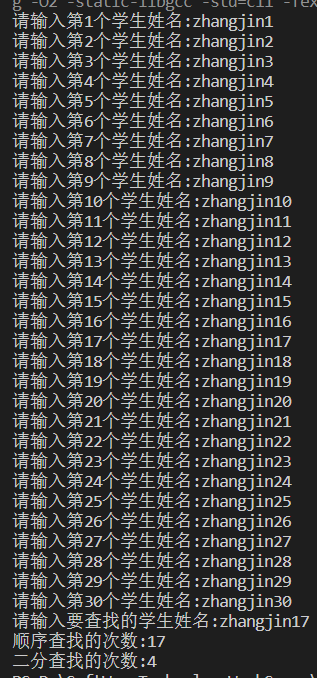 请输入第1个学生姓名:zhangjin1
请输入第2个学生姓名:zhangjin2
请输入第3个学生姓名:zhangjin3
请输入第4个学生姓名:zhangjin4
请输入第5个学生姓名:zhangjin5
请输入第6个学生姓名:zhangjin6
请输入第7个学生姓名:zhangjin7
请输入第8个学生姓名:zhangjin8
请输入第9个学生姓名:zhangjin9
请输入第10个学生姓名:zhangjin10
请输入第11个学生姓名:zhangjin11
请输入第12个学生姓名:zhangjin12
请输入第13个学生姓名:zhangjin13
请输入第14个学生姓名:zhangjin14
请输入第15个学生姓名:zhangjin15
请输入第16个学生姓名:zhangjin16
请输入第17个学生姓名:zhangjin17
请输入第18个学生姓名:zhangjin18
请输入第19个学生姓名:zhangjin19
请输入第20个学生姓名:zhangjin20
请输入第21个学生姓名:zhangjin21
请输入第22个学生姓名:zhangjin22
请输入第23个学生姓名:zhangjin23
请输入第24个学生姓名:zhangjin24
请输入第25个学生姓名:zhangjin25
请输入第26个学生姓名:zhangjin26
请输入第27个学生姓名:zhangjin27
请输入第28个学生姓名:zhangjin28
请输入第29个学生姓名:zhangjin29
请输入第30个学生姓名:zhangjin30
请输入要查找的学生姓名:zhangjin17
顺序查找的次数:17
二分查找的次数:4